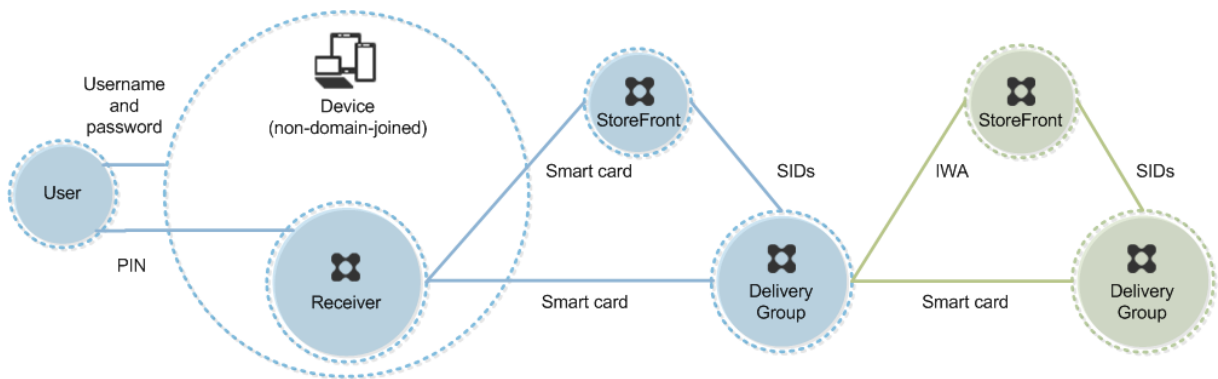 Username
and
password
User
PIN
Device
(non-domain-joined)
Receiver
Smart card
Smart card
StoreFront
SIDs
Delivery
Group
IWA
Smart card
StoreFront
SIDs
Delivery
Group